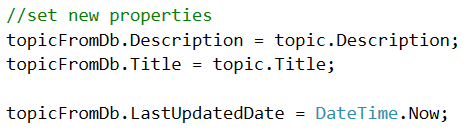 //set new properties
topicFromDb.Description = topic.Description;
topicFromDb.Title = topic.Title;
topicFromDb.LastUpdatedDate = DateTime.Now;